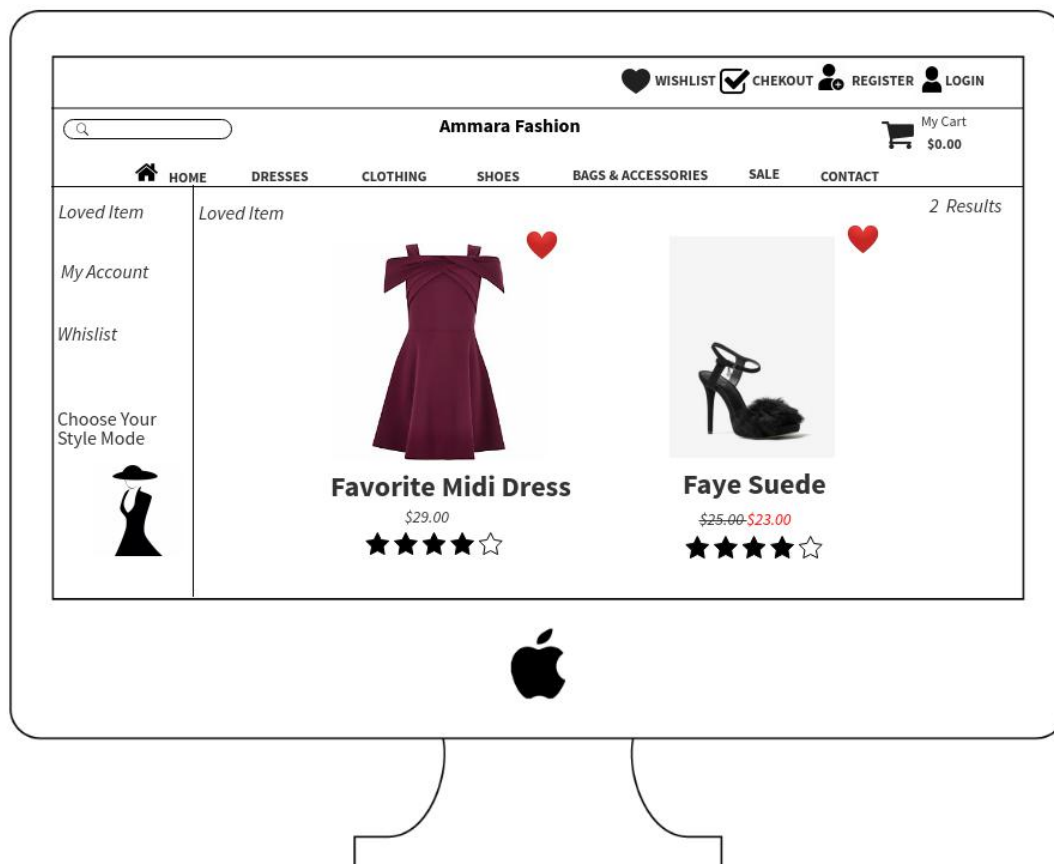 WISHLIST CHEKOUT REGISTER LOGIN
Ammara Fashion
My Cart
$0.00
HOME DRESSES CLOTHING SHOES BAGS & ACCESSORIES SALE CONTACT
Loved Item
My Account
Whislist
Choose Your
Style Mode
Loved Item
2 Results
Favorite Midi Dress
$29.00
Faye Suede
$25.00 $23.00